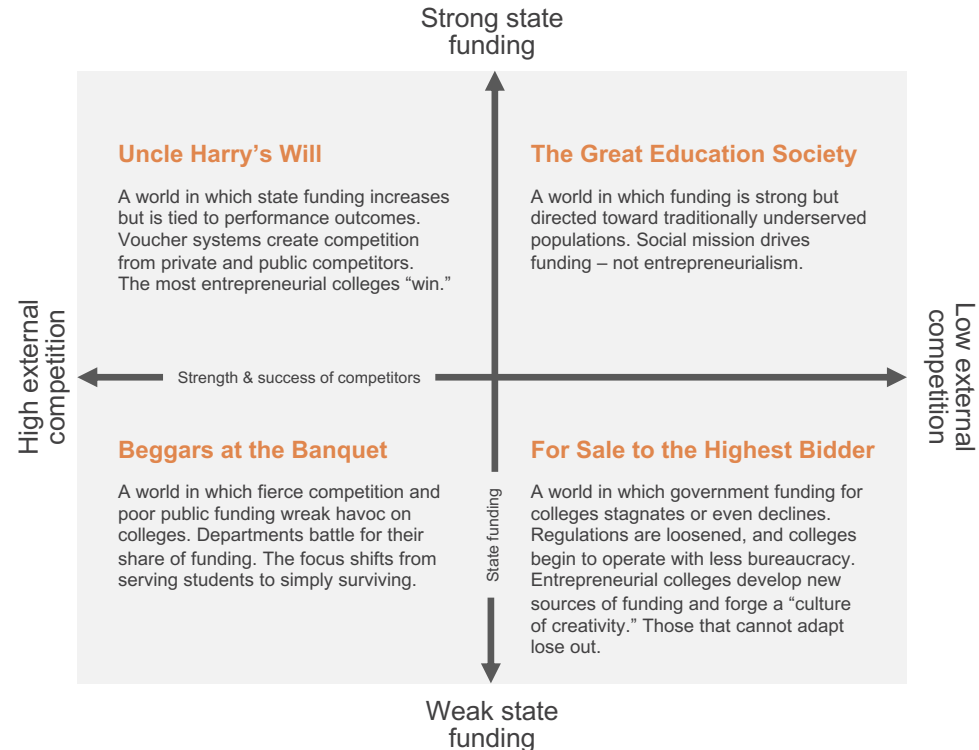 Strong state
funding
Uncle Harry’s Will
A world in which state funding increases
but is tied to performance outcomes.
Voucher systems create competition
from private and public competitors.
The most entrepreneurial colleges “win.”
The Great Education Society
A world in which funding is strong but
directed toward traditionally underserved
populations. Social mission drives
funding – not entrepreneurialism.
High external
competition
Strength & success of competitors
Low external
competition
Beggars at the Banquet
A world in which fierce competition and
poor public funding wreak havoc on
colleges. Departments battle for their
share of funding. The focus shifts from
serving students to simply surviving.
State funding
For Sale to the Highest Bidder
A world in which government funding for
colleges stagnates or even declines.
Regulations are loosened, and colleges
begin to operate with less bureaucracy.
Entrepreneurial colleges develop new
sources of funding and forge a “culture
of creativity.” Those that cannot adapt
lose out.
Weak state
funding